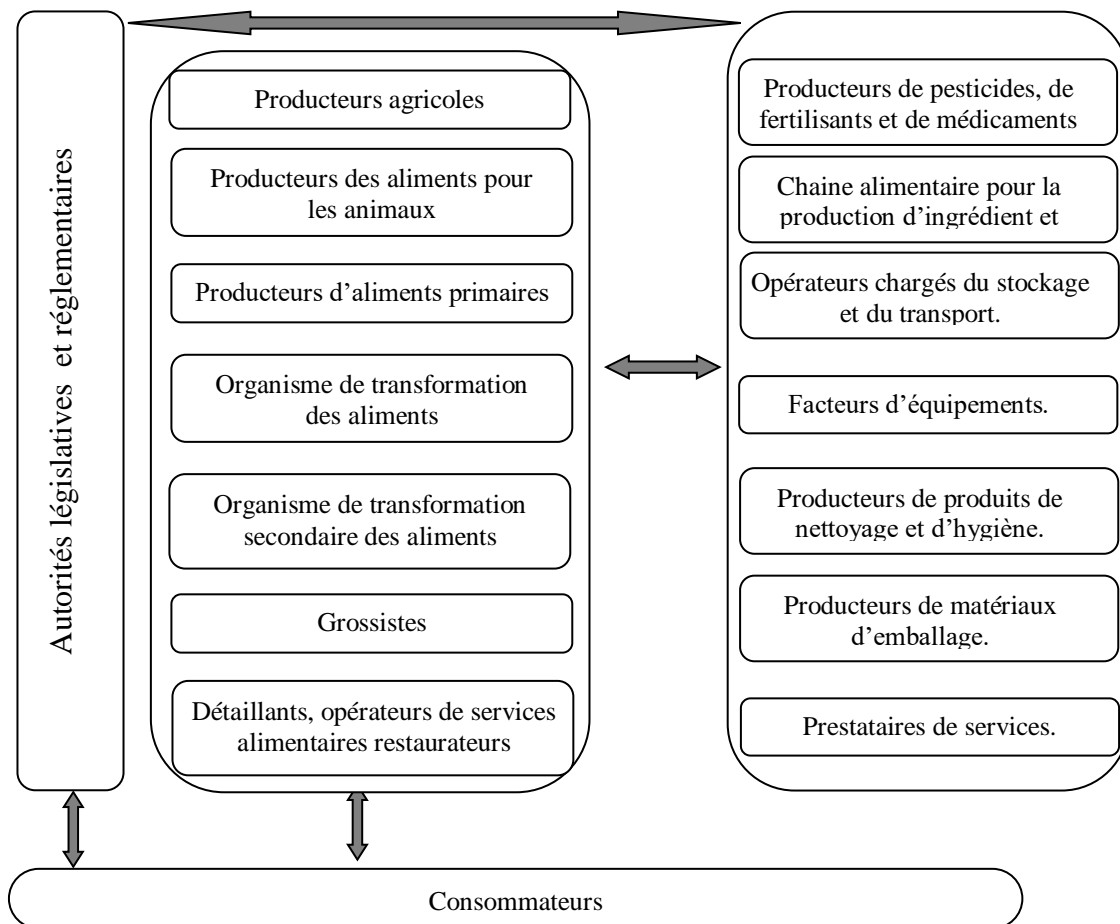 Autorités législatives et réglementaires
Producteurs agricoles
Producteurs des aliments pour
les animaux
Producteurs d’aliments primaires
Organisme de transformation
des aliments
Organisme de transformation
secondaire des aliments
Grossistes
Détaillants, opérateurs de services
alimentaires restaurateurs
Producteurs de pesticides, de
fertilisants et de médicaments
Chaine alimentaire pour la
production d’ingrédient et
Opérateurs chargés du stockage
et du transport.
Facteurs d’équipements.
Producteurs de produits de
nettoyage et d’hygiène.
Producteurs de matériaux
d’emballage.
Prestataires de services.
Consommateurs